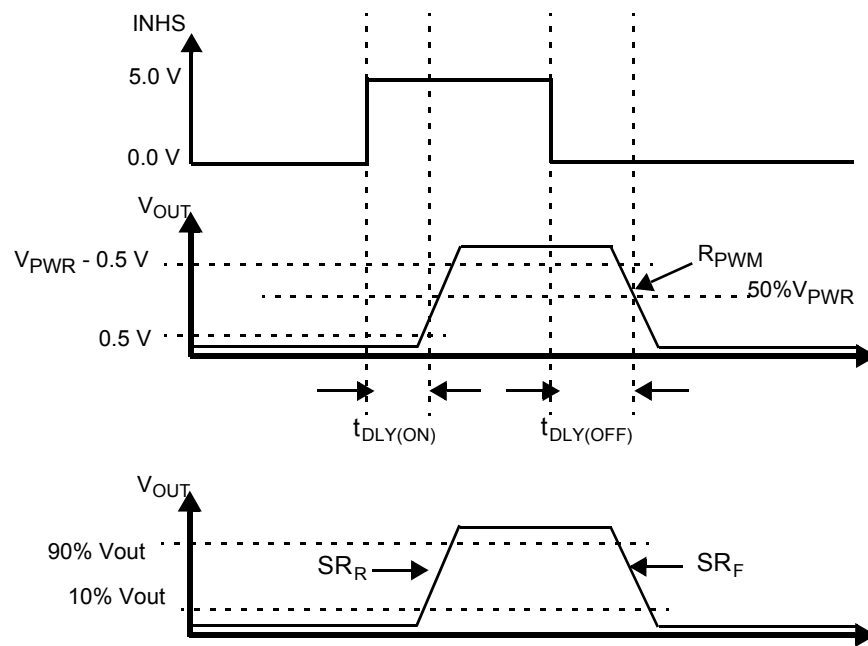 INHS
5.0 V
0.0 V
VOUT
VPWR - 0.5 V
RPWM
50%VPWR
0.5 V
tDLY(ON)
tDLY(OFF)
VOUT
90% Vout
SRR
SRF
10% Vout